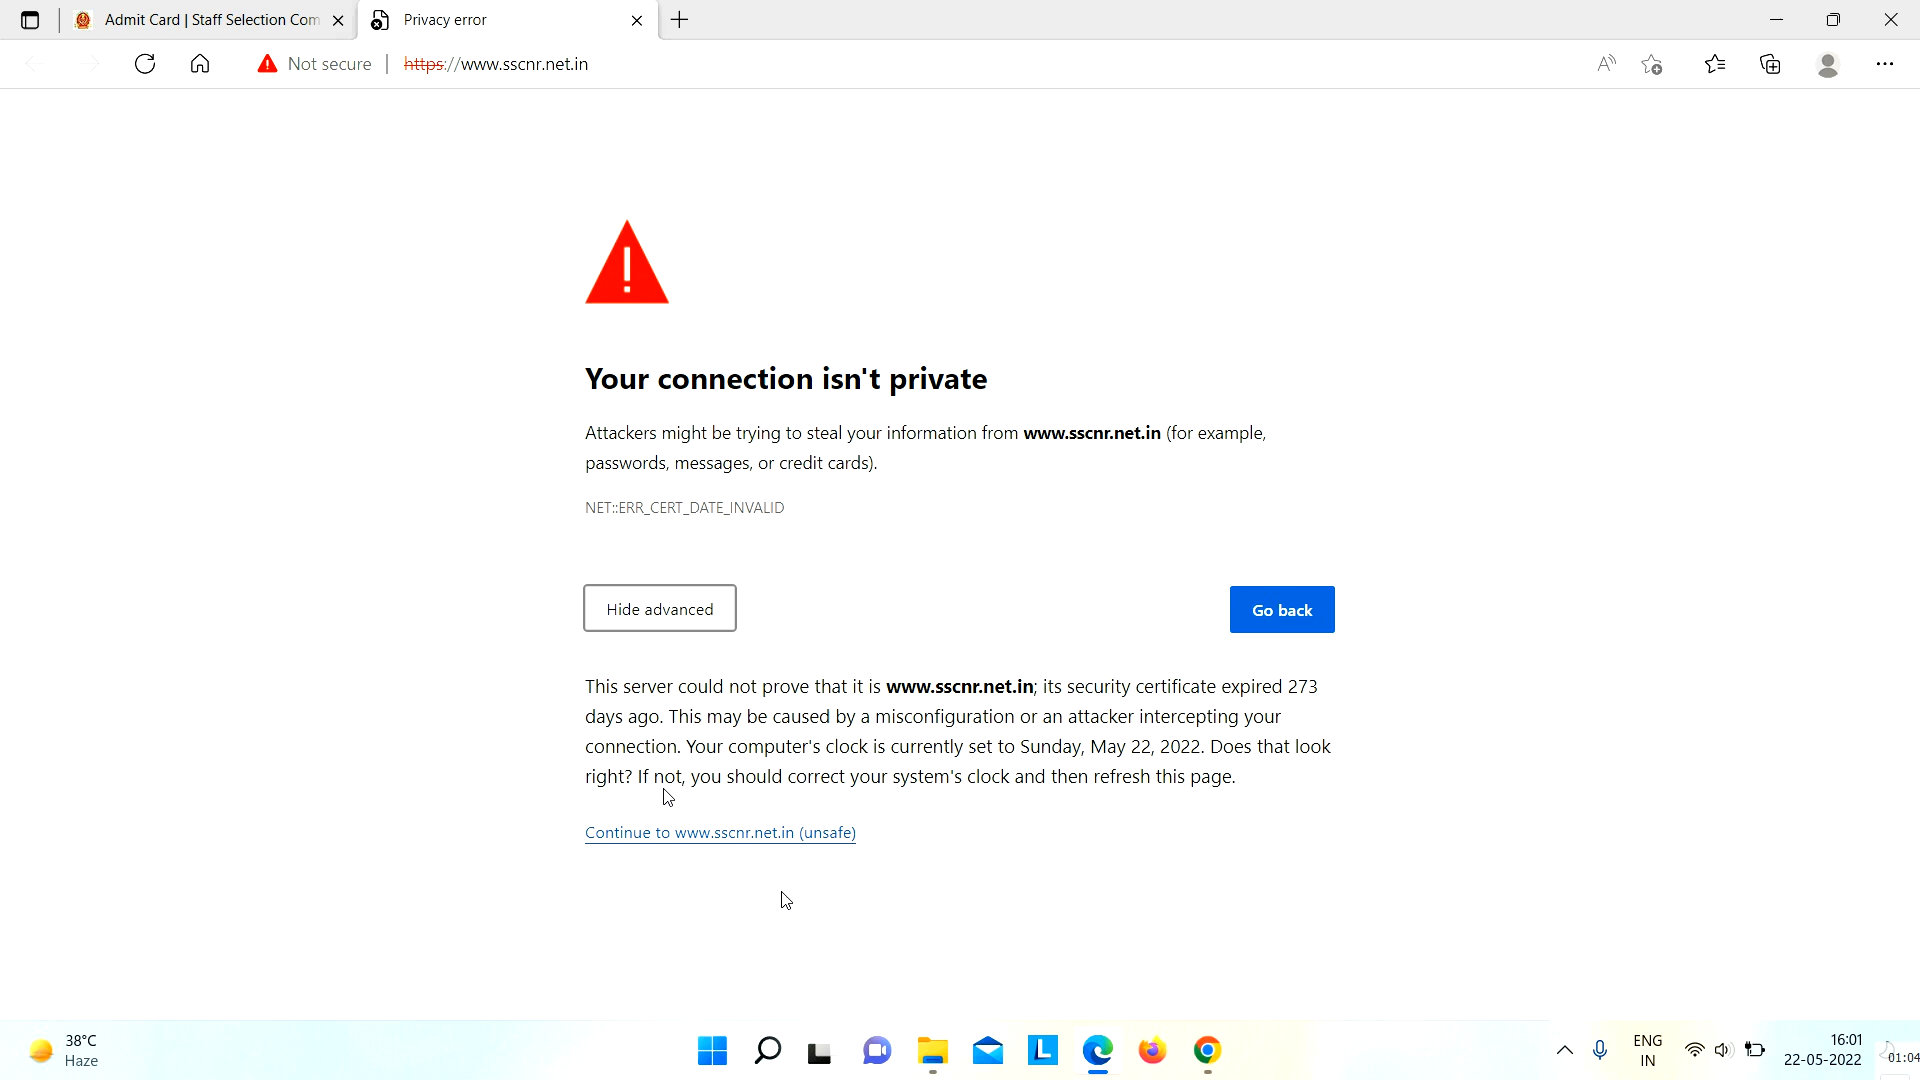 Admit Card | Staff Selection Com
Privacy error
Not secure
https://www.sscnr.net.in
Your connection isn't private
Attackers might be trying to steal your information from www.sscnr.net.in (for example,
passwords, messages, or credit cards).
NET::ERR_CERT_DATE_INVALID
Hide advanced
Go back
This server could not prove that it is www.sscnr.net.in; its security certificate expired 273
days ago. This may be caused by a misconfiguration or an attacker intercepting your
connection. Your computer's clock is currently set to Sunday, May 22, 2022. Does that look
right? If not, you should correct your system's clock and then refresh this page.
Continue to www.sscnr.net.in (unsafe)
38°C
Haze
ENG
IN
16:01
22-05-2022
01:04